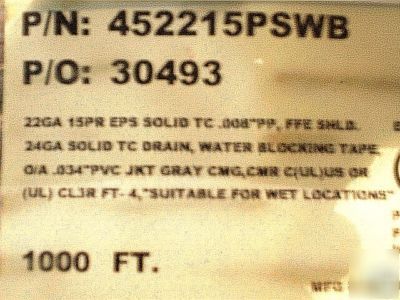 P/N: 452215PSWB
P/O: 30493
22GA 15PR EPS SOLID TC .008"PP, FFE SHLD.
24GA SOLID TC DRAIN, WATER BLOCKING TAPE
O/A .034"PVC JKT GRAY CMG,CMR C(UL)US OR
(UL) CL3R FT- 4,"SUITABLE FOR WET LOCATIONS"
1000 FT.
MFG